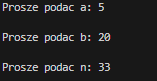 Prosze podac a: 5
Prosze podac b: 20
Prosze podac n: 33